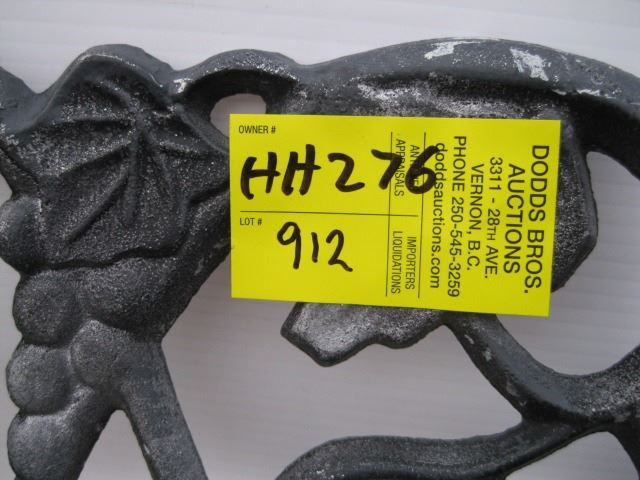 OWNER #
HH276
LOT #
912
ANTIQUE
APPRAISALS
IMPORTERS
LIQUIDATIONS
DODDS BROS.
AUCTIONS
3311 - 28TH AVE.
VERNON, B.C.
PHONE 250-545-3259
doddsauctions.com